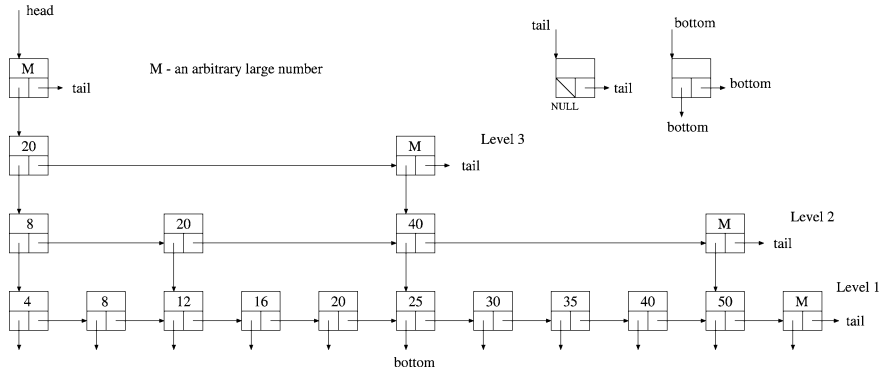 head
tail
bottom
M
M - an arbitrary large number
tail
tail
bottom
NULL
bottom
20
M
Level 3
tail
8
20
40
M
Level 2
tail
4
8
12
16
20
25
30
35
40
50
M
Level 1
tail
bottom